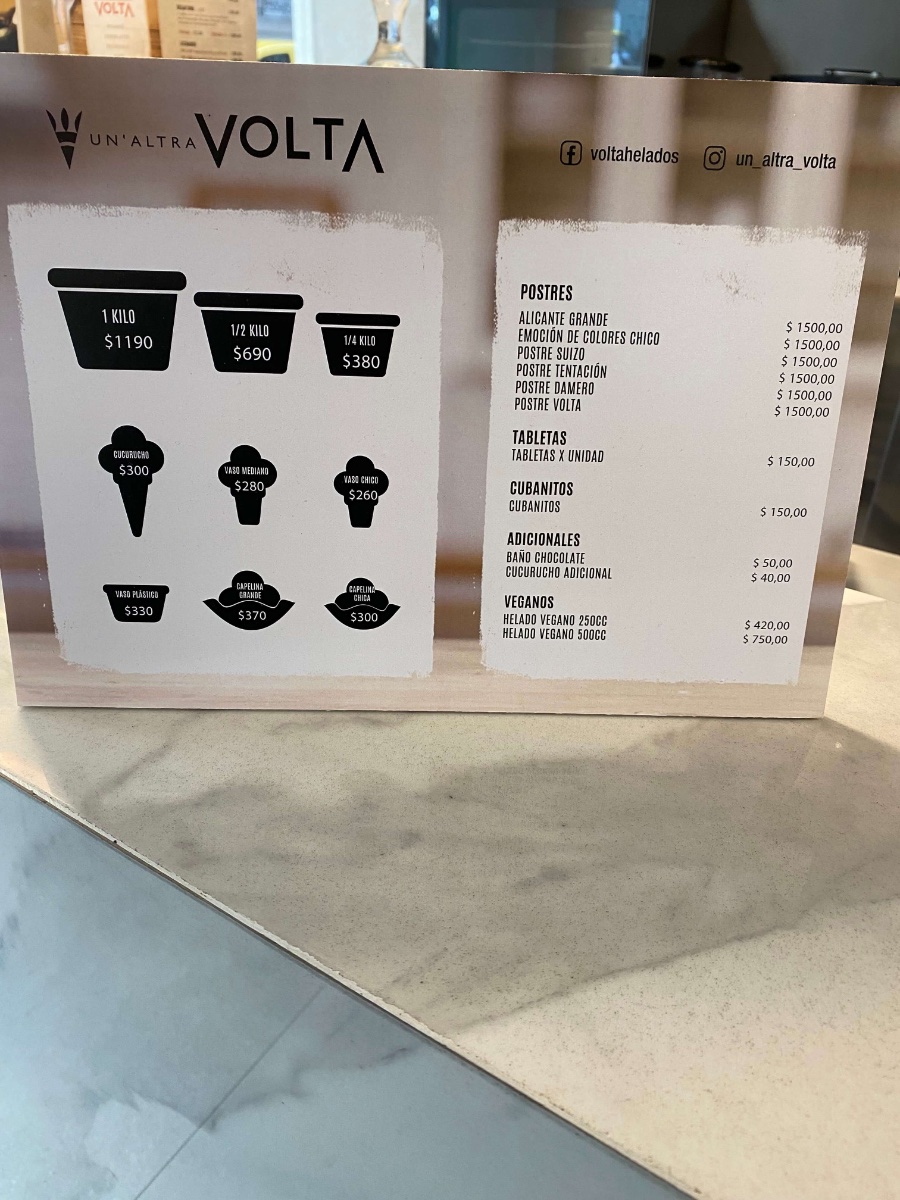 VOLTA
UN'ALTRA VOLTA
voltahelados un_altra_volta
1 KILO
$1190
1/2 KILO
$690
1/4 KILO
$380
CUCURUCHO
$300
VASO MEDIANO
$280
VASO CHICO
$260
VASO PLÁSTICO
$330
CAPELINA
GRANDE
$370
CAPELINA
CHICA
$300
POSTRES
ALICANTE GRANDE $ 1500,00
EMOCIÓN DE COLORES CHICO $ 1500,00
POSTRE SUIZO $ 1500,00
POSTRE TENTACIÓN $ 1500,00
POSTRE DAMERO $ 1500,00
POSTRE VOLTA $ 1500,00
TABLETAS
TABLETAS X UNIDAD $ 150,00
CUBANITOS
CUBANITOS $ 150,00
ADICIONALES
BAÑO CHOCOLATE $ 50,00
CUCURUCHO ADICIONAL $ 40,00
VEGANOS
HELADO VEGANO 250CC $ 420,00
HELADO VEGANO 500CC $ 750,00